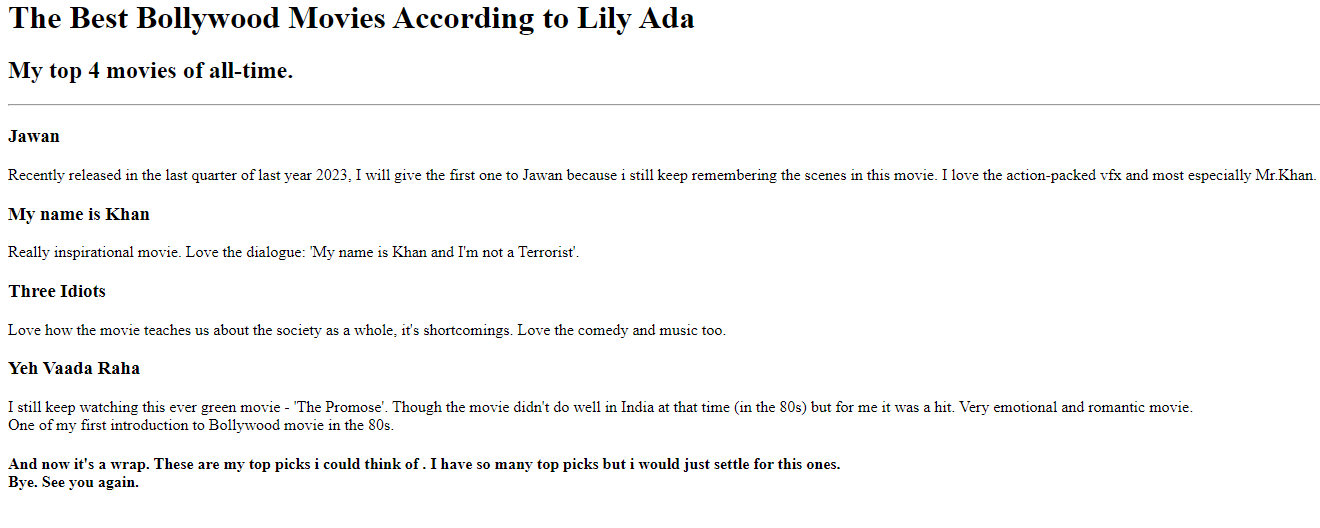 The Best Bollywood Movies According to Lily Ada
My top 4 movies of all-time.
Jawan
Recently released in the last quarter of last year 2023, I will give the first one to Jawan because i still keep remembering the scenes in this movie. I love the action-packed vfx and most especially Mr.Khan.
My name is Khan
Really inspirational movie. Love the dialogue: 'My name is Khan and I'm not a Terrorist'.
Three Idiots
Love how the movie teaches us about the society as a whole, it's shortcomings. Love the comedy and music too.
Yeh Vaada Raha
I still keep watching this ever green movie - 'The Promose'. Though the movie didn't do well in India at that time (in the 80s) but for me it was a hit. Very emotional and romantic movie.
One of my first introduction to Bollywood movie in the 80s.
And now it's a wrap. These are my top picks i could think of . I have so many top picks but i would just settle for this ones.
Bye. See you again.